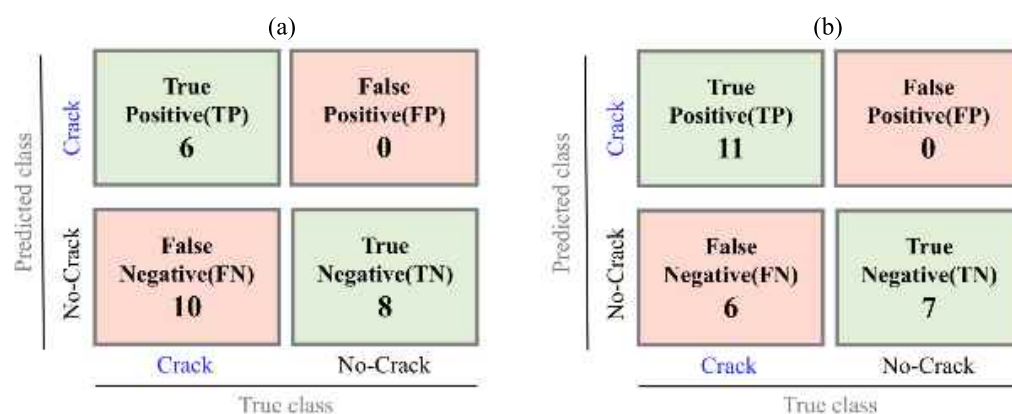 (a)
Predicted class
Crack
No-Crack
True
Positive(TP)
6
False
Positive(FP)
0
False
Negative(FN)
10
True
Negative(TN)
8
Crack
No-Crack
True class
(b)
Predicted class
Crack
No-Crack
True
Positive(TP)
11
False
Positive(FP)
0
False
Negative(FN)
6
True
Negative(TN)
7
Crack
No-Crack
True class